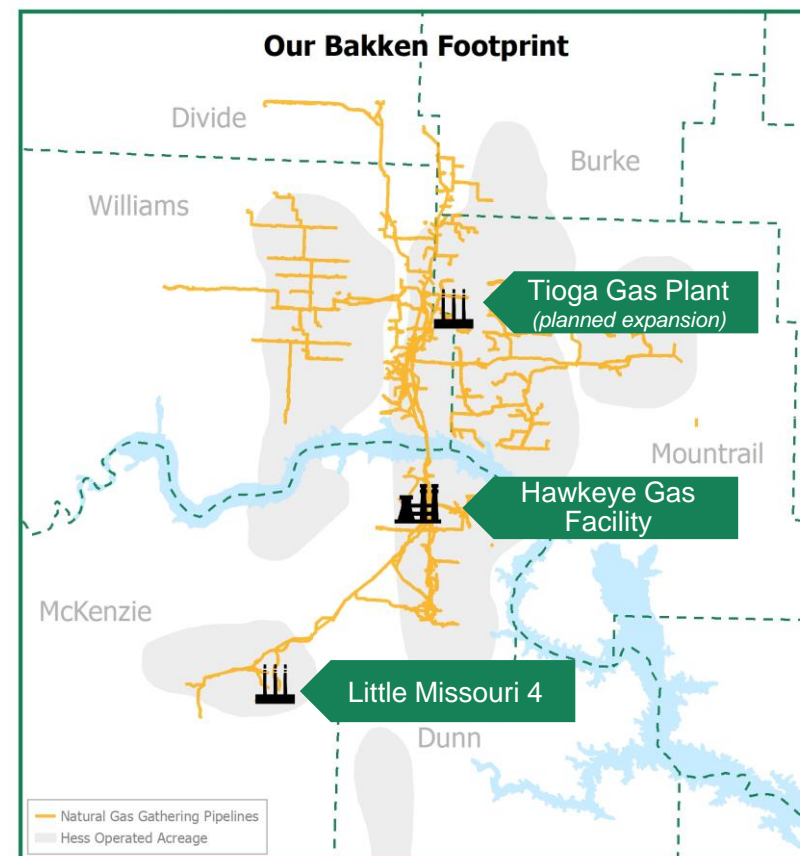 Our Bakken Footprint
Divide
Burke
Williams
Tioga Gas Plant
(planned expansion)
Mountrail
Hawkeye Gas
Facility
McKenzie
Little Missouri 4
Dunn
Natural Gas Gathering Pipelines
Hess Operated Acreage